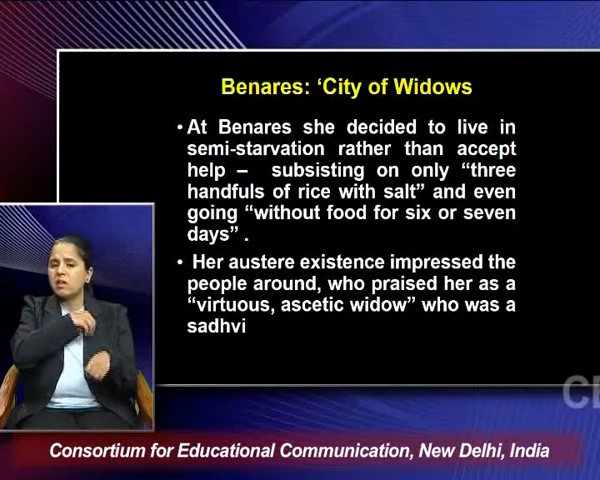 Benares: ‘City of Widows
• At Benares she decided to live in
semi-starvation rather than accept
help – subsisting on only “three
handfuls of rice with salt” and even
going “without food for six or seven
days” .
• Her austere existence impressed the
people around, who praised her as a
“virtuous, ascetic widow” who was a
sadhvi
Consortium for Educational Communication, New Delhi, India